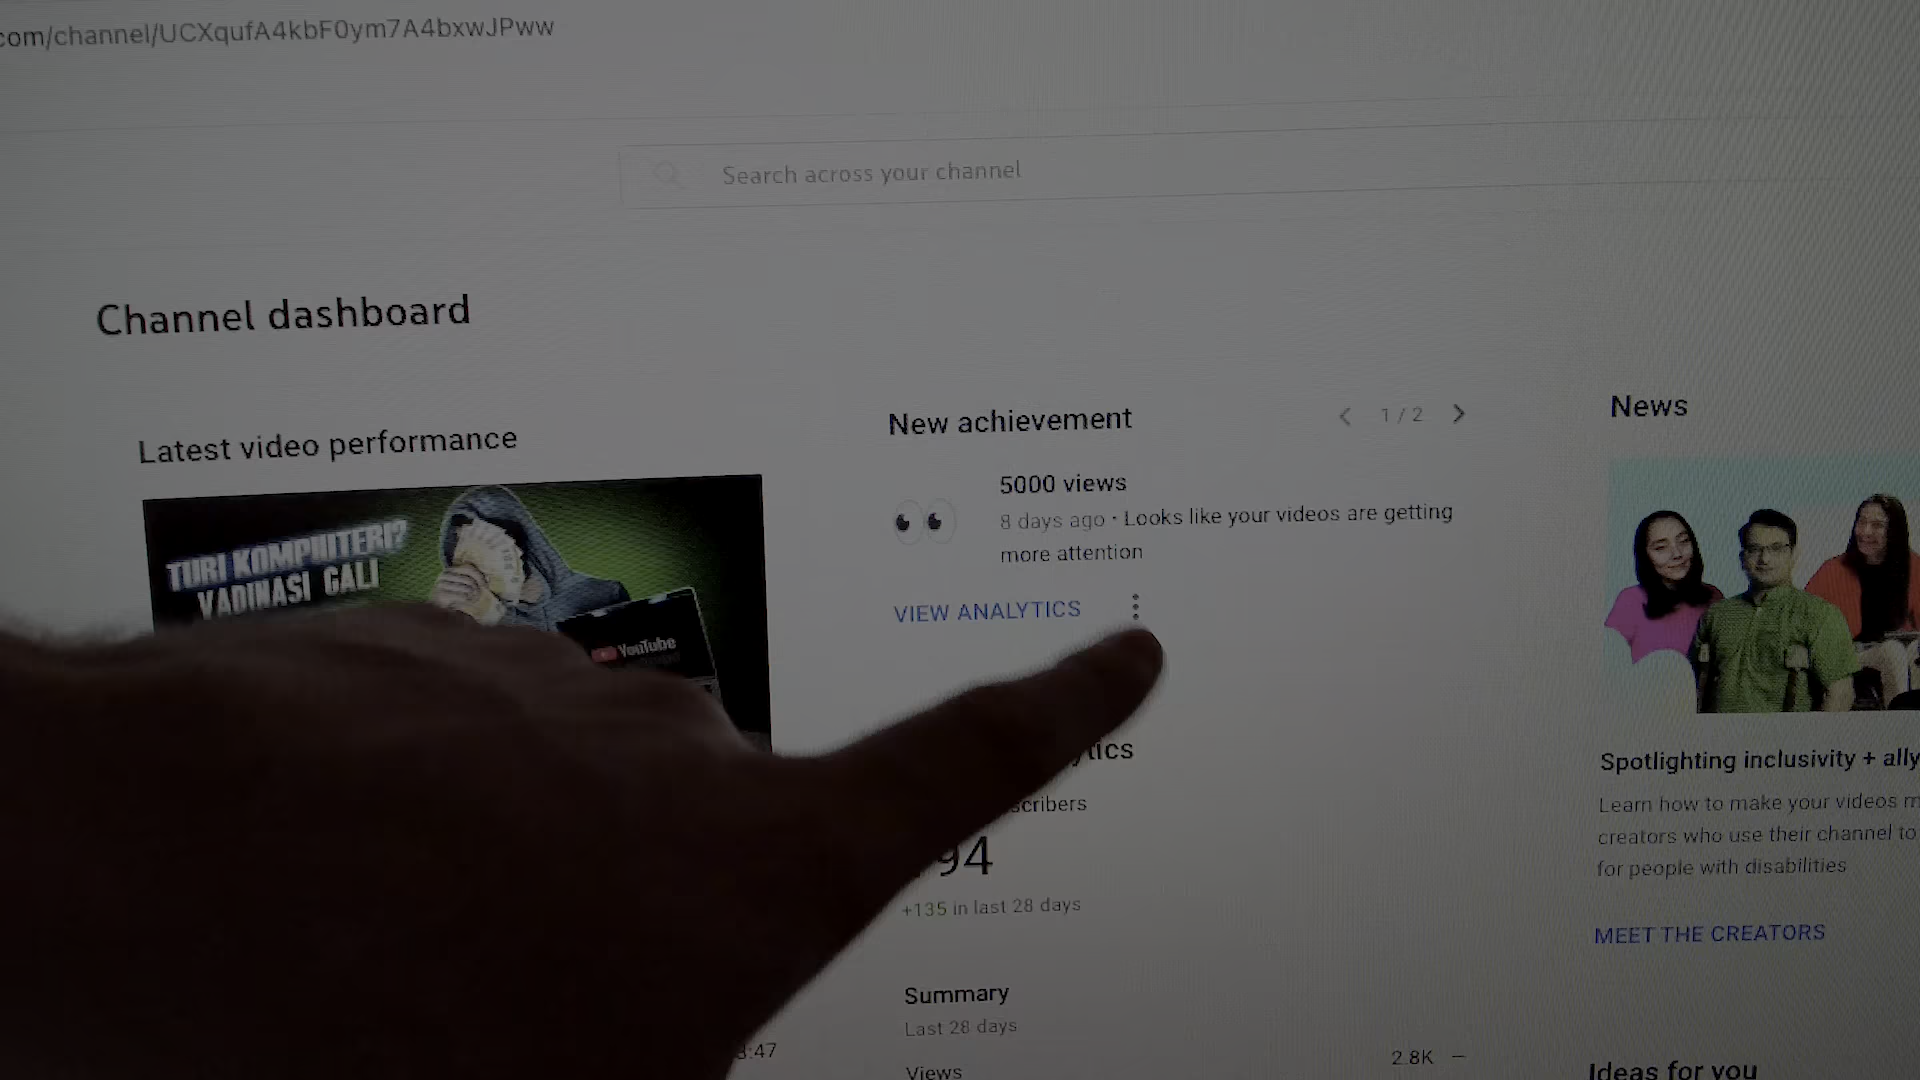 com/channel/UCXqufA4kbF0ym7A4bxwJPww
Search across your channel
Channel dashboard
Latest video performance
TURI KOMPIUTERĮ?
VADINASI GALI
YouTube
New achievement
1 / 2
5000 views
8 days ago · Looks like your videos are getting
more attention
VIEW ANALYTICS
tics
scribers
94
+135 in last 28 days
Summary
Last 28 days
Views
2.8K —
:47
News
Spotlighting inclusivity + ally
Learn how to make your videos m
creators who use their channel to
for people with disabilities
MEET THE CREATORS
Ideas for you